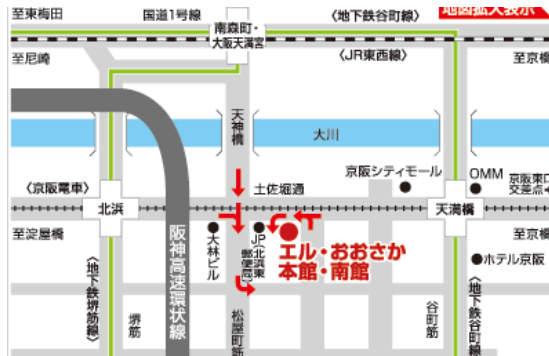 至東梅田
国道1号線
南森町・
大阪天満宮
〈地下鉄谷町線〉
地図拡大表示
至尼崎
〈JR東西線〉
至京橋
天神橋
大川
京阪シティモール
OMM
京阪東口
交差点
〈京阪電車〉
土佐堀通
北浜
天満橋
至淀屋橋
至京橋
大林ビル
JP(北浜東
郵便局)
エル・おおさか
本館・南館
ホテル京阪
阪神高速環状線
〈地下鉄堺筋線〉
堺筋
松屋町筋
谷町筋
〈地下鉄谷町線〉